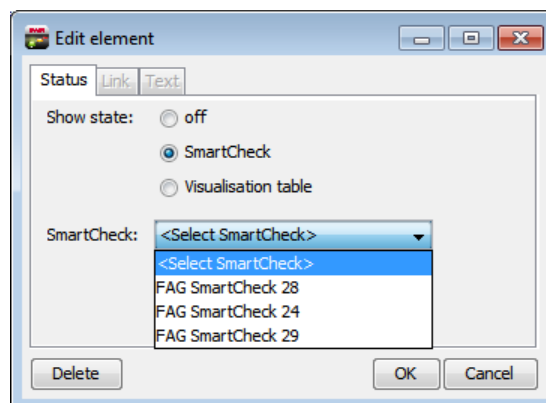 Edit element
Status Link Text
Show state: off
SmartCheck
Visualisation table
SmartCheck: <Select SmartCheck>
<Select SmartCheck>
FAG SmartCheck 28
FAG SmartCheck 24
FAG SmartCheck 29
Delete OK Cancel